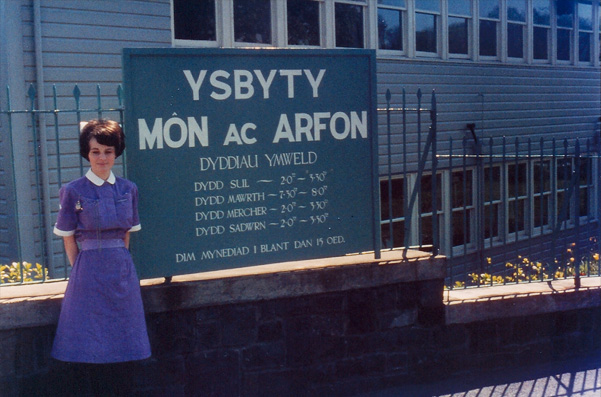 YSBYTY
MÔN AC ARFON
DYDDIAU YMWELD
DYDD SUL ~ 2·0 ~ 3·30
DYDD MAWRTH ~ 7·30 ~ 8·0
DYDD MERCHER ~ 2·0 ~ 3·30
DYDD SADWRN ~ 2·0 ~ 3·30
DIM MYNEDIAD I BLANT DAN 15 OED.